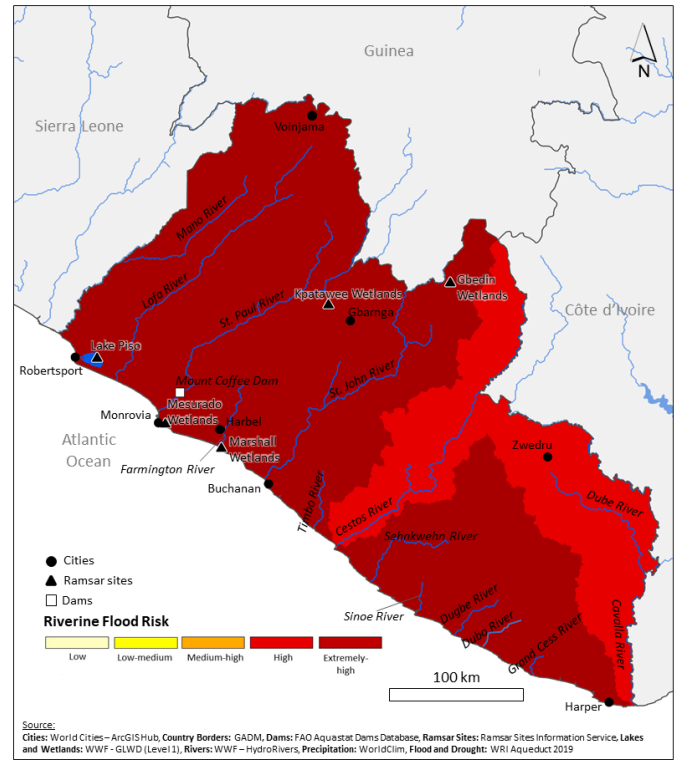 Guinea
N
Sierra Leone
Voinjama
Mano River
Lofa River
St. Paul River
Kpatawee Wetlands
Gbarnga
Gbedin
Wetlands
Côte d'Ivoire
Lake Piso
Robertsport
Mount Coffee Dam
St. John River
Mesurado
Wetlands
Monrovia
Harbel
Marshall
Wetlands
Atlantic
Ocean
Farmington River
Buchanan
Timbo River
Cestos River
Zwedru
Dube River
Sehnkwehn River
Sinoe River
Dugbe River
Dubo River
Grand Cess River
Cavalla River
Harper
Cities
Ramsar sites
Dams
Riverine Flood Risk
Low
Low-medium
Medium-high
High
Extremely-
high
100 km
Source:
Cities: World Cities – ArcGIS Hub, Country Borders: GADM, Dams: FAO Aquastat Dams Database, Ramsar Sites: Ramsar Sites Information Service, Lakes
and Wetlands: WWF - GLWD (Level 1), Rivers: WWF – HydroRivers, Precipitation: WorldClim, Flood and Drought: WRI Aqueduct 2019